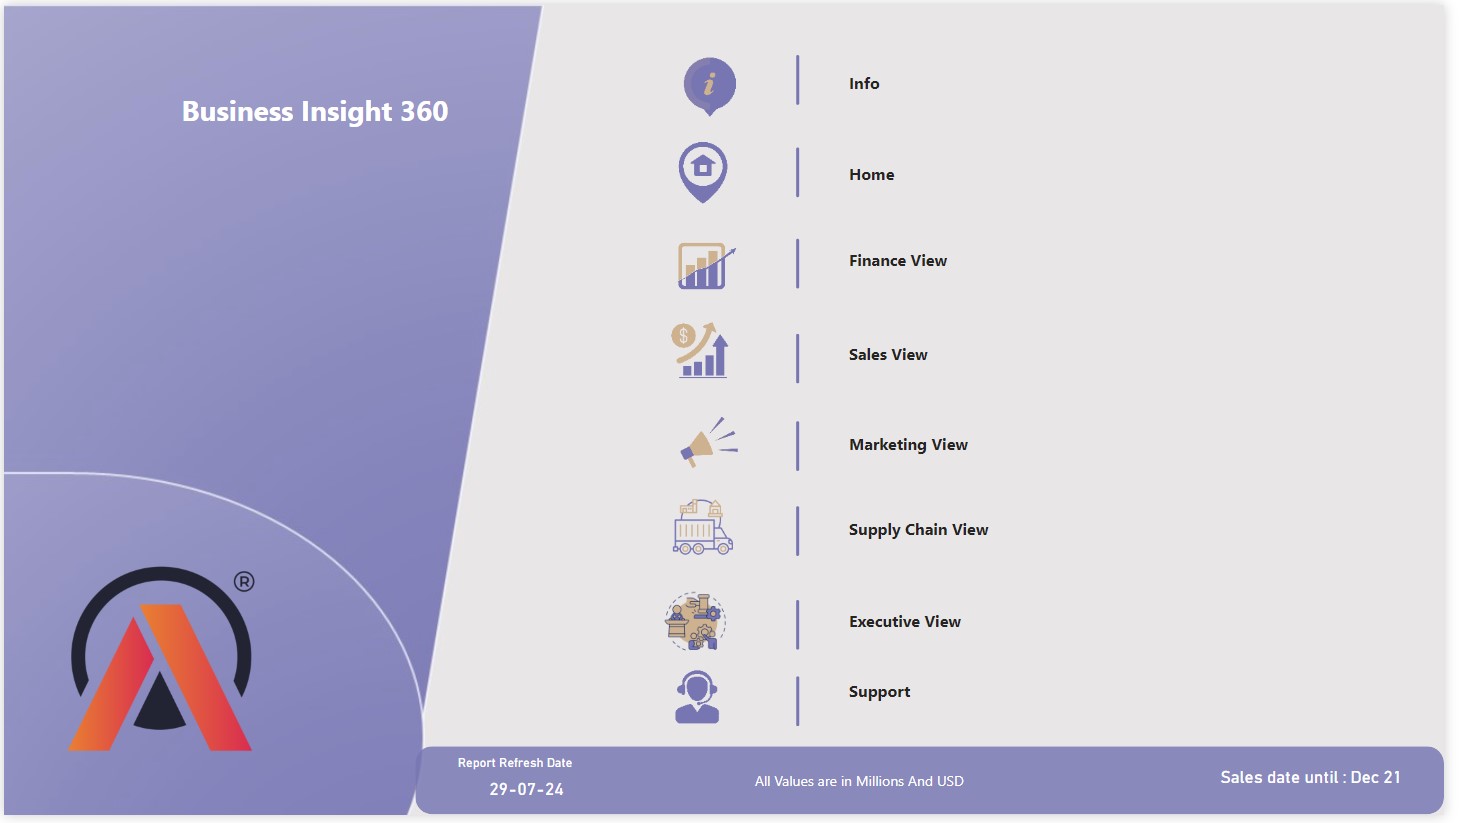 Business Insight 360
Info
Home
Finance View
Sales View
Marketing View
Supply Chain View
Executive View
Support
®
Report Refresh Date
29-07-24
All Values are in Millions And USD
Sales date until : Dec 21